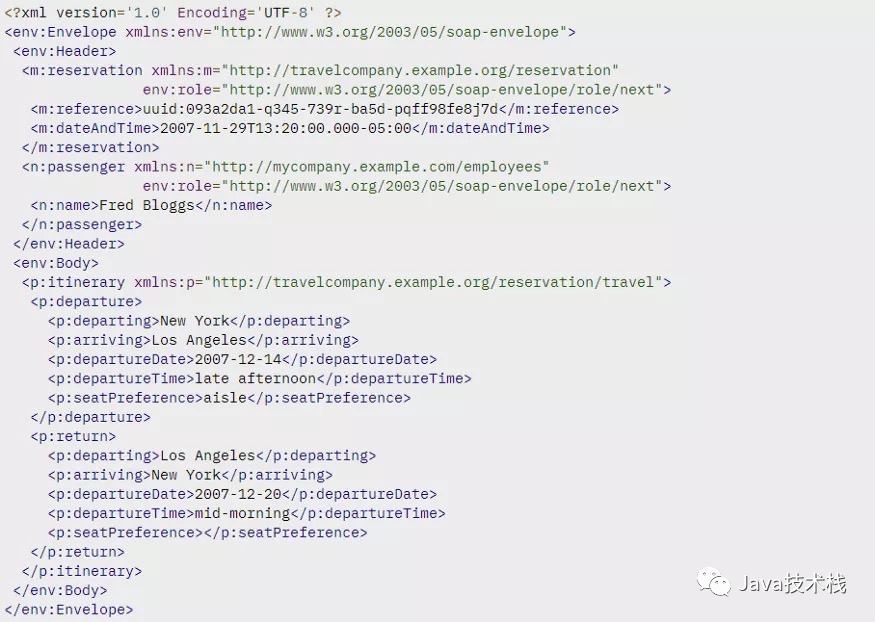 <?xml version='1.0' Encoding='UTF-8' ?>
<env:Envelope xmlns:env="http://www.w3.org/2003/05/soap-envelope">
 <env:Header>
  <m:reservation xmlns:m="http://travelcompany.example.org/reservation"
                env:role="http://www.w3.org/2003/05/soap-envelope/role/next">
   <m:reference>uuid:093a2da1-q345-739r-ba5d-pqff98fe8j7d</m:reference>
   <m:dateAndTime>2007-11-29T13:20:00.000-05:00</m:dateAndTime>
  </m:reservation>
  <n:passenger xmlns:n="http://mycompany.example.com/employees"
                env:role="http://www.w3.org/2003/05/soap-envelope/role/next">
   <n:name>Fred Bloggs</n:name>
  </n:passenger>
 </env:Header>
 <env:Body>
  <p:itinerary xmlns:p="http://travelcompany.example.org/reservation/travel">
   <p:departure>
     <p:departing>New York</p:departing>
     <p:arriving>Los Angeles</p:arriving>
     <p:departureDate>2007-12-14</p:departureDate>
     <p:departureTime>late afternoon</p:departureTime>
     <p:seatPreference>aisle</p:seatPreference>
   </p:departure>
   <p:return>
     <p:departing>Los Angeles</p:departing>
     <p:arriving>New York</p:arriving>
     <p:departureDate>2007-12-20</p:departureDate>
     <p:departureTime>mid-morning</p:departureTime>
     <p:seatPreference></p:seatPreference>
   </p:return>
  </p:itinerary>
 </env:Body>
</env:Envelope>
Java技术栈